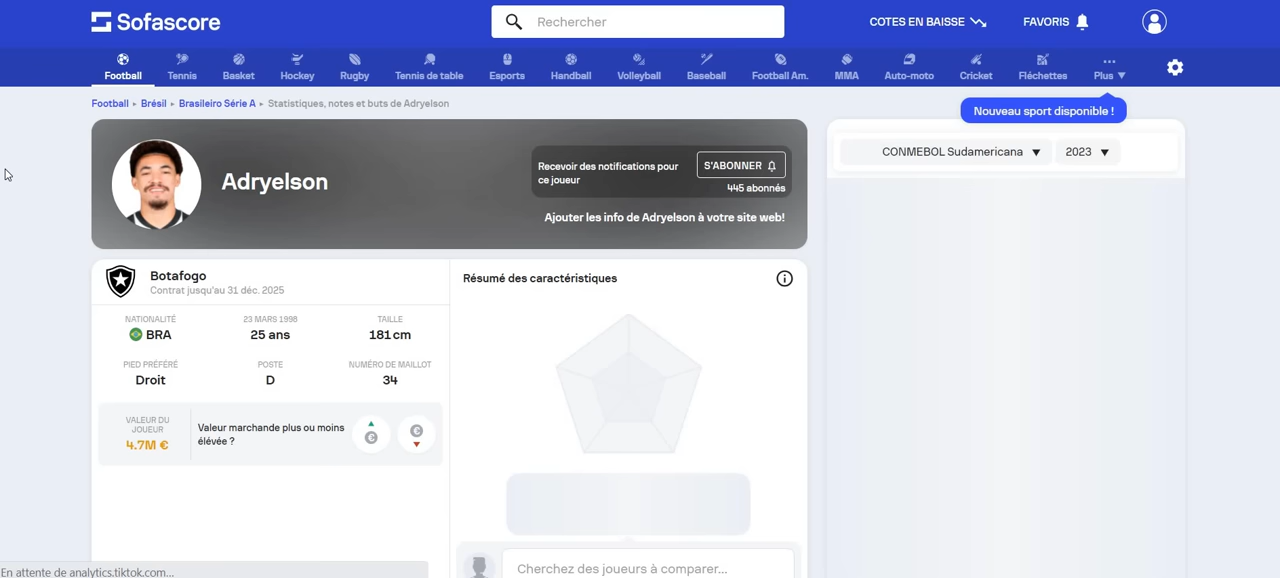 Sofascore
Rechercher
COTES EN BAISSE
FAVORIS
Football
Tennis
Basket
Hockey
Rugby
Tennis de table
Esports
Handball
Volleyball
Baseball
Football Am.
MMA
Auto-moto
Cricket
Fléchettes
Plus ▼
Football ▸ Brésil ▸ Brasileiro Série A ▸ Statistiques, notes et buts de Adryelson
Nouveau sport disponible !
Adryelson
Recevoir des notifications pour
ce joueur
S'ABONNER
445 abonnés
Ajouter les info de Adryelson à votre site web!
CONMEBOL Sudamericana ▼
2023 ▼
Botafogo
Contrat jusqu'au 31 déc. 2025
NATIONALITÉ
BRA
23 MARS 1998
25 ans
TAILLE
181 cm
PIED PRÉFÉRÉ
Droit
POSTE
D
NUMÉRO DE MAILLOT
34
VALEUR DU
JOUEUR
4.7M €
Valeur marchande plus ou moins
élévée ?
€
€
Résumé des caractéristiques
Cherchez des joueurs à comparer...
En attente de analytics.tiktok.com...